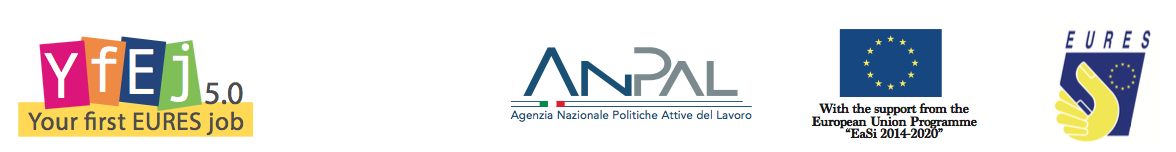 YfEj 5.0
Your first EURES job
ANPAL
Agenzia Nazionale Politiche Attive del Lavoro
With the support from the
European Union Programme
“EaSi 2014-2020”
EURES